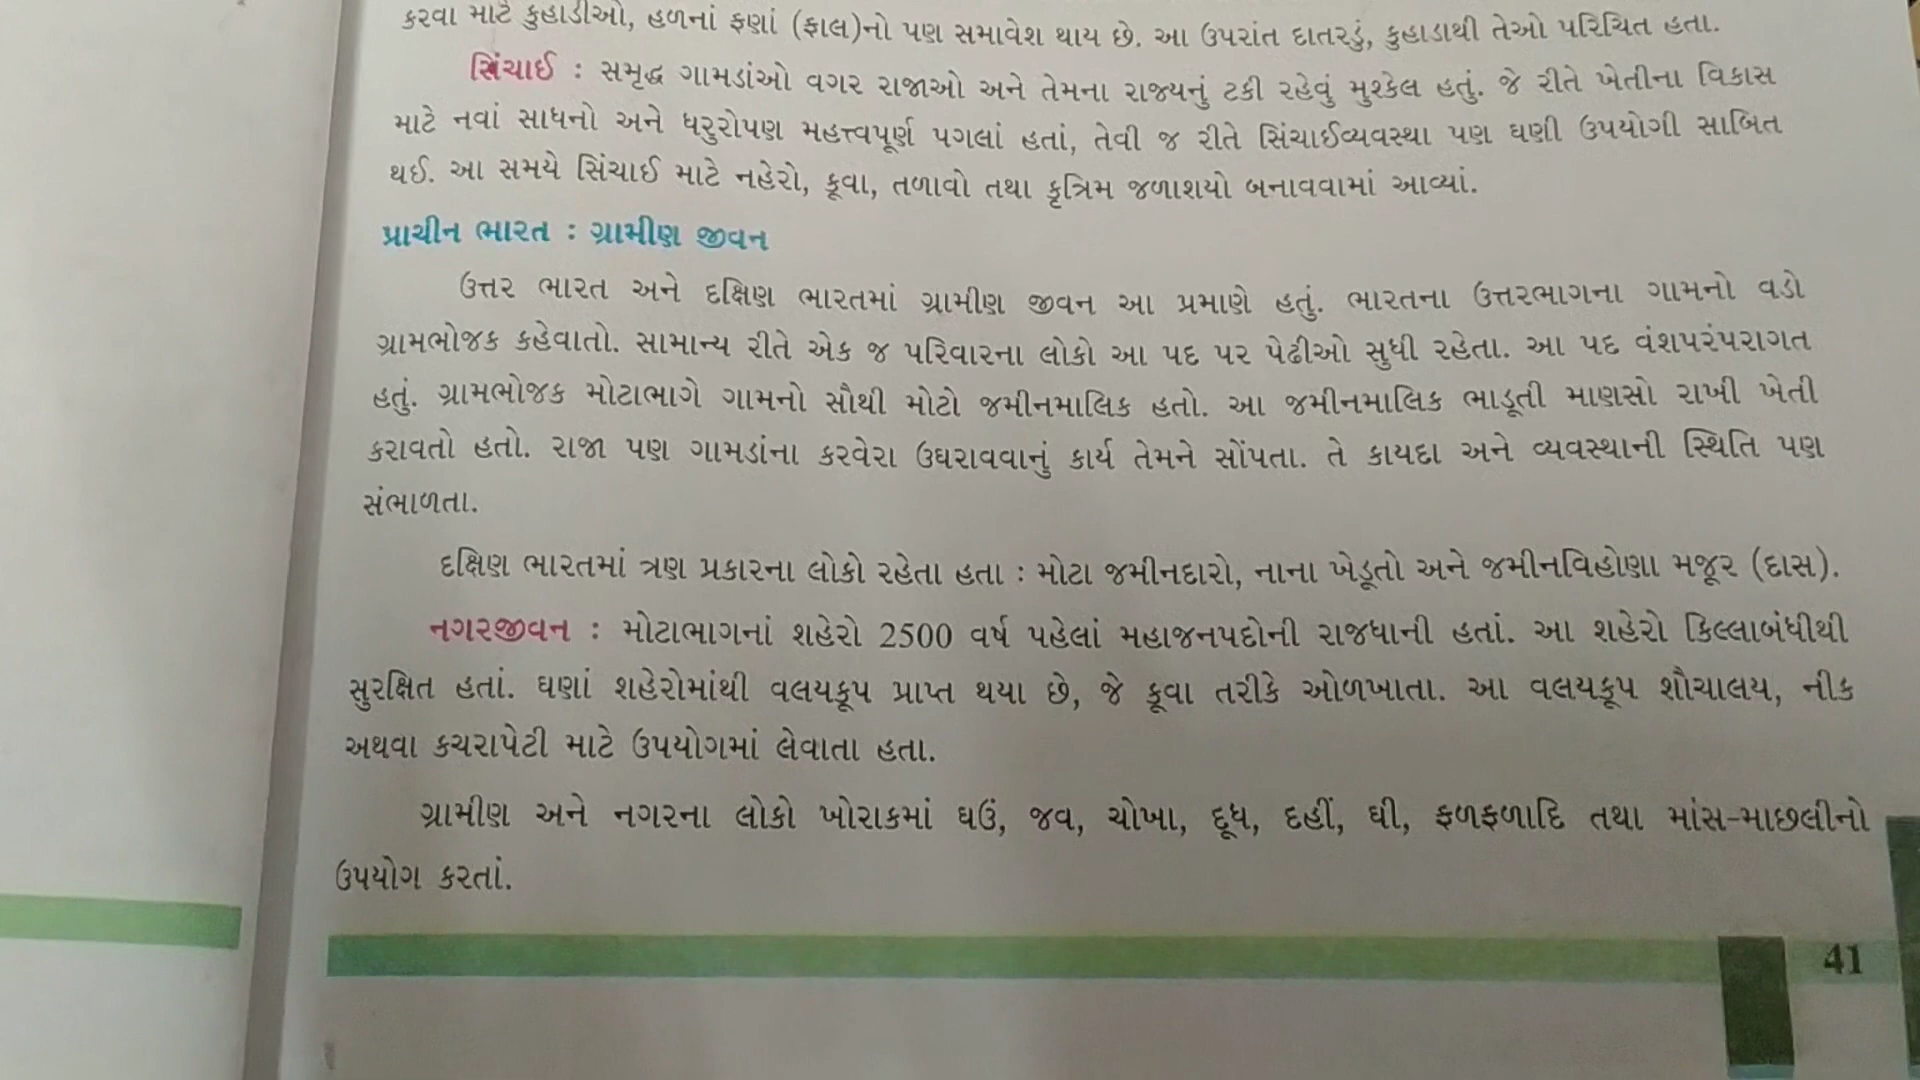 કરવા માટે કુહાડીઓ, હળનાં ફણાં (ફાલ)નો પણ સમાવેશ થાય છે. આ ઉપરાંત દાતરડું, કુહાડાથી તેઓ પરિચિત હતા.
સિંચાઈ : સમૃદ્ધ ગામડાંઓ વગર રાજાઓ અને તેમના રાજ્યનું ટકી રહેવું મુશ્કેલ હતું. જે રીતે ખેતીના વિકાસ
માટે નવાં સાધનો અને ધરુરોપણ મહત્ત્વપૂર્ણ પગલાં હતાં, તેવી જ રીતે સિંચાઈવ્યવસ્થા પણ ઘણી ઉપયોગી સાબિત
થઈ. આ સમયે સિંચાઈ માટે નહેરો, કૂવા, તળાવો તથા કૃત્રિમ જળાશયો બનાવવામાં આવ્યાં.
પ્રાચીન ભારત : ગ્રામીણ જીવન
ઉત્તર ભારત અને દક્ષિણ ભારતમાં ગ્રામીણ જીવન આ પ્રમાણે હતું. ભારતના ઉત્તરભાગના ગામનો વડો
ગ્રામભોજક કહેવાતો. સામાન્ય રીતે એક જ પરિવારના લોકો આ પદ પર પેઢીઓ સુધી રહેતા. આ પદ વંશપરંપરાગત
હતું. ગ્રામભોજક મોટાભાગે ગામનો સૌથી મોટો જમીનમાલિક હતો. આ જમીનમાલિક ભાડૂતી માણસો રાખી ખેતી
કરાવતો હતો. રાજા પણ ગામડાંના કરવેરા ઉઘરાવવાનું કાર્ય તેમને સોંપતા. તે કાયદા અને વ્યવસ્થાની સ્થિતિ પણ
સંભાળતા.
દક્ષિણ ભારતમાં ત્રણ પ્રકારના લોકો રહેતા હતા : મોટા જમીનદારો, નાના ખેડૂતો અને જમીનવિહોણા મજૂર (દાસ).
નગરજીવન : મોટાભાગનાં શહેરો 2500 વર્ષ પહેલાં મહાજનપદોની રાજધાની હતાં. આ શહેરો કિલ્લાબંધીથી
સુરક્ષિત હતાં. ઘણાં શહેરોમાંથી વલયકૂપ પ્રાપ્ત થયા છે, જે કૂવા તરીકે ઓળખાતા. આ વલયકૂપ શૌચાલય, નીક
અથવા કચરાપેટી માટે ઉપયોગમાં લેવાતા હતા.
ગ્રામીણ અને નગરના લોકો ખોરાકમાં ઘઉં, જવ, ચોખા, દૂધ, દહીં, ઘી, ફળફળાદિ તથા માંસ-માછલીનો
ઉપયોગ કરતાં.
41